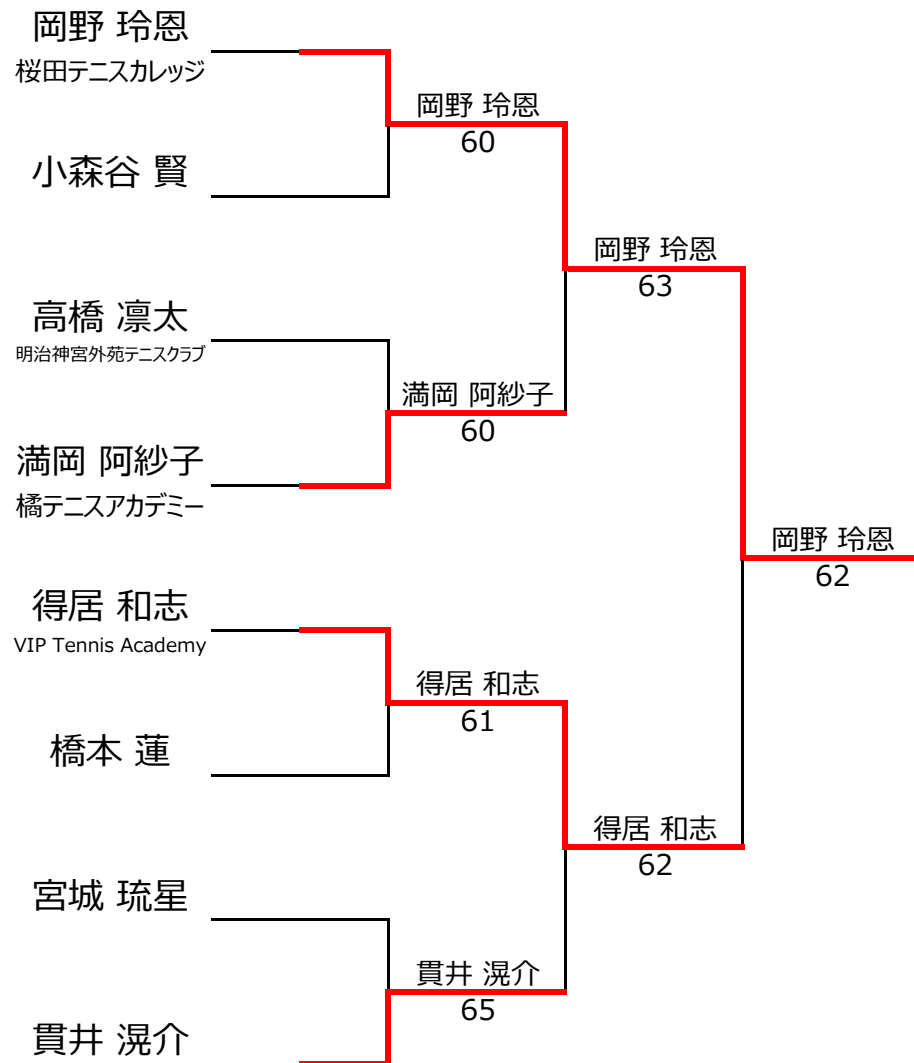 岡野 玲恩
桜田テニスカレッジ
岡野 玲恩
60
小森谷 賢
岡野 玲恩
63
高橋 凛太
明治神宮外苑テニスクラブ
満岡 阿紗子
60
満岡 阿紗子
橘テニスアカデミー
岡野 玲恩
62
得居 和志
VIP Tennis Academy
得居 和志
61
橋本 蓮
得居 和志
62
宮城 琉星
貫井 滉介
65
貫井 滉介